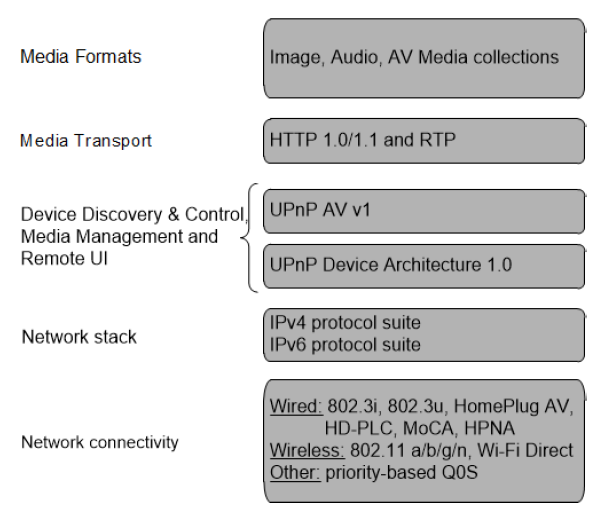 Media Formats
Image, Audio, AV Media collections
Media Transport
HTTP 1.0/1.1 and RTP
Device Discovery & Control,
Media Management and
Remote UI
UPnP AV v1
UPnP Device Architecture 1.0
Network stack
IPv4 protocol suite
IPv6 protocol suite
Network connectivity
Wired: 802.3i, 802.3u, HomePlug AV,
HD-PLC, MoCA, HPNA
Wireless: 802.11 a/b/g/n, Wi-Fi Direct
Other: priority-based Q0S